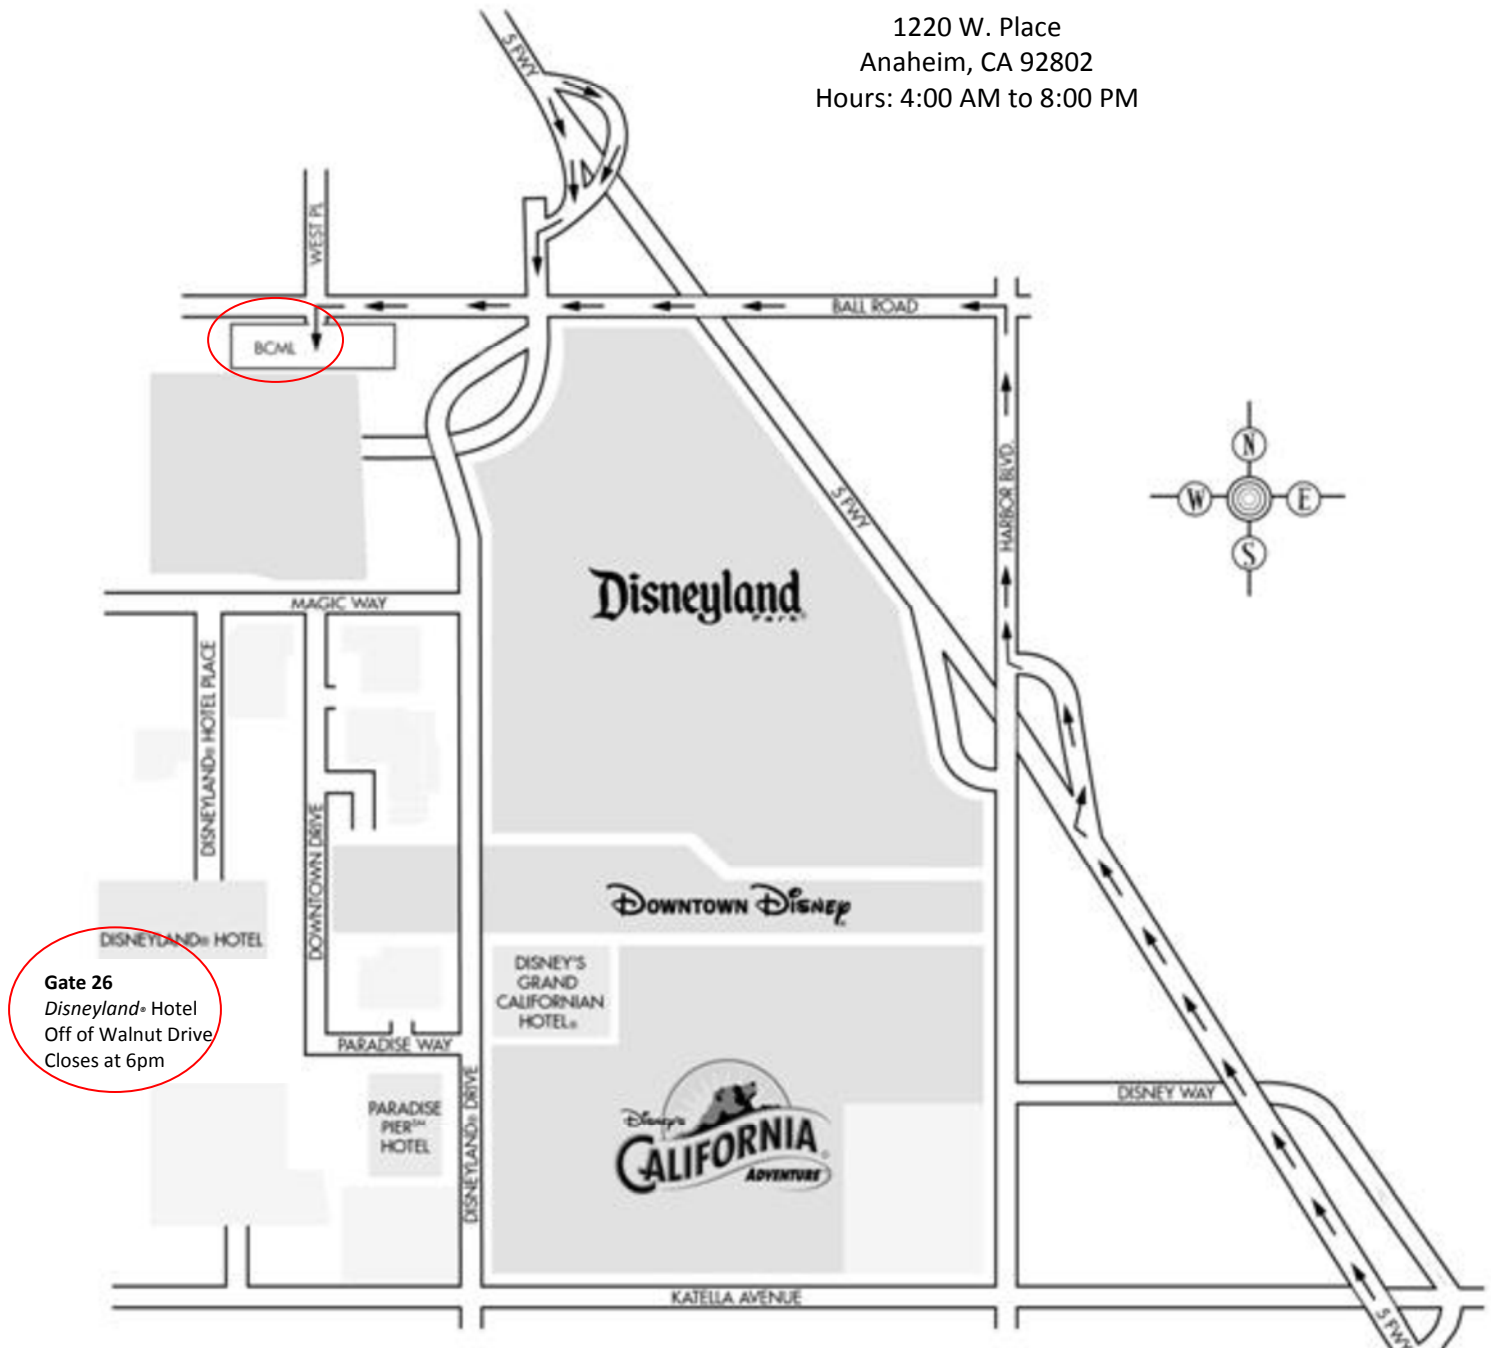 1220 W. Place
Anaheim, CA 92802
Hours: 4:00 AM to 8:00 PM
5 FWY
WEST PL
BALL ROAD
BCML
HARBOR BLVD.
N
W
E
S
5 FWY
Disneyland
Park
MAGIC WAY
DISNEYLAND® HOTEL PLACE
DOWNTOWN DRIVE
DOWNTOWN DISNEY
DISNEYLAND® HOTEL
Gate 26
Disneyland® Hotel
Off of Walnut Drive
Closes at 6pm
DISNEY'S
GRAND
CALIFORNIAN
HOTEL®
PARADISE WAY
DISNEYLAND® DRIVE
PARADISE
PIER℠
HOTEL
Disney's
CALIFORNIA
ADVENTURE
DISNEY WAY
KATELLA AVENUE
5 FWY